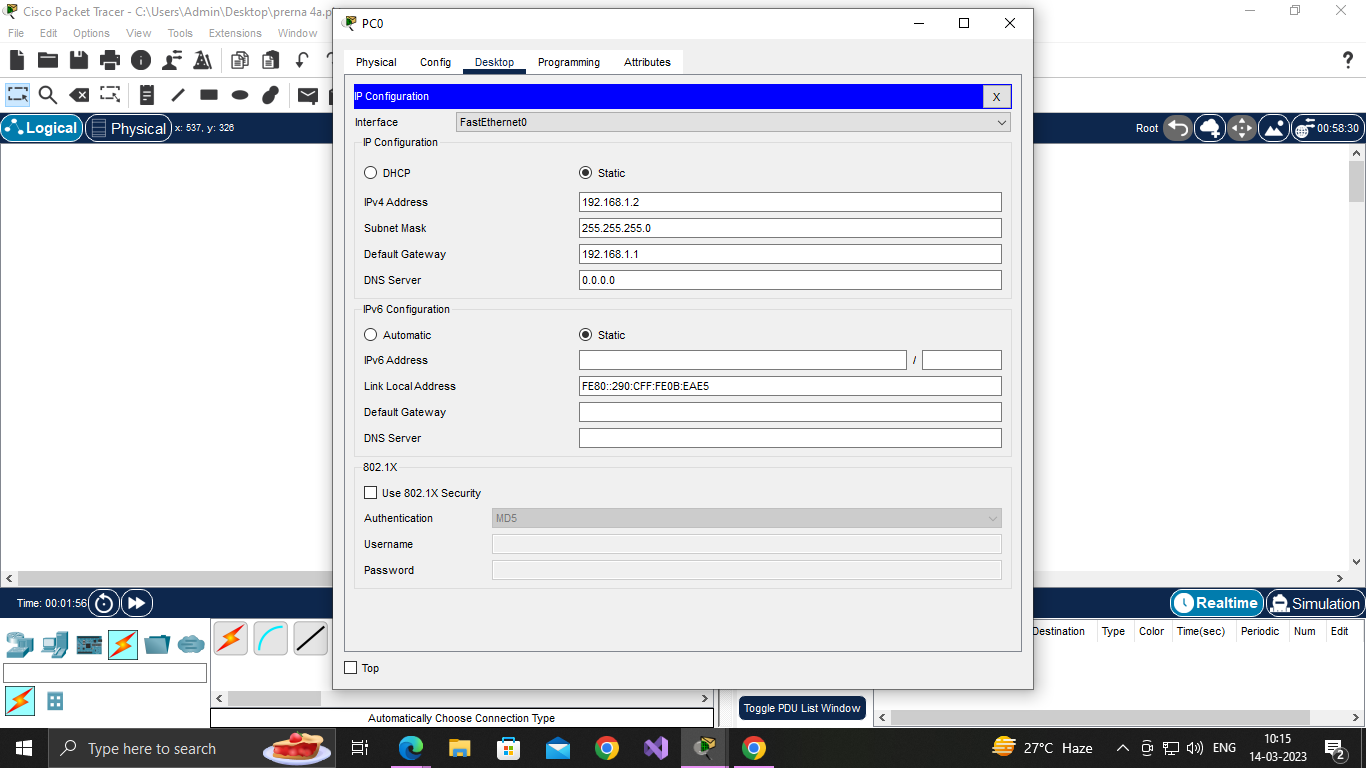 Cisco Packet Tracer - C:\Users\Admin\Desktop\prerna 4a.p
File Edit Options View Tools Extensions Window
PC0
Physical Config Desktop Programming Attributes
IP Configuration X
Interface FastEthernet0
IP Configuration
DHCP Static
IPv4 Address 192.168.1.2
Subnet Mask 255.255.255.0
Default Gateway 192.168.1.1
DNS Server 0.0.0.0
IPv6 Configuration
Automatic Static
IPv6 Address /
Link Local Address FE80::290:CFF:FE0B:EAE5
Default Gateway
DNS Server
802.1X
Use 802.1X Security
Authentication MD5
Username
Password
Top
?
Logical Physical x: 537, y: 326
Root 00:58:30
Time: 00:01:56
Realtime Simulation
Destination Type Color Time(sec) Periodic Num Edit
Toggle PDU List Window
Automatically Choose Connection Type
Type here to search
27°C Haze ENG 10:15
14-03-2023
2